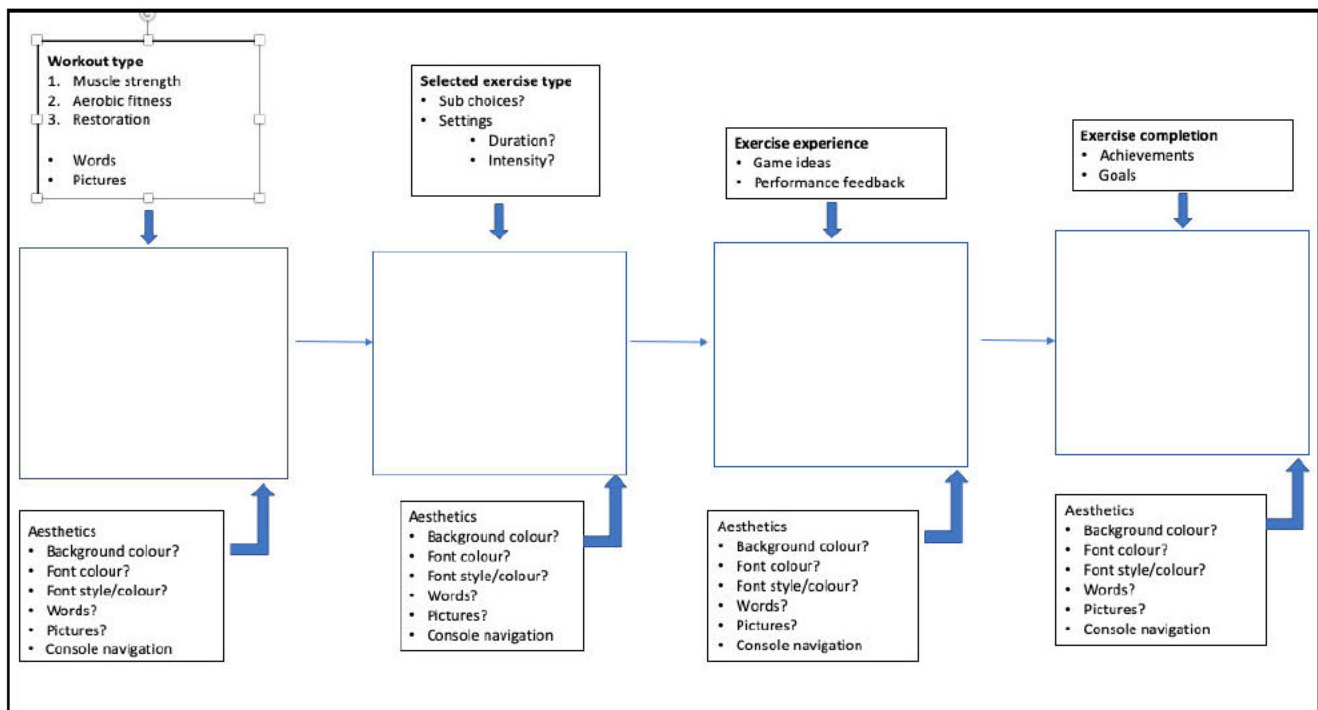 Workout type
1. Muscle strength
2. Aerobic fitness
3. Restoration
• Words
• Pictures
Selected exercise type
• Sub choices?
• Settings
• Duration?
• Intensity?
Exercise experience
• Game ideas
• Performance feedback
Exercise completion
• Achievements
• Goals
Aesthetics
• Background colour?
• Font colour?
• Font style/colour?
• Words?
• Pictures?
• Console navigation
Aesthetics
• Background colour?
• Font colour?
• Font style/colour?
• Words?
• Pictures?
• Console navigation
Aesthetics
• Background colour?
• Font colour?
• Font style/colour?
• Words?
• Pictures?
• Console navigation
Aesthetics
• Background colour?
• Font colour?
• Font style/colour?
• Words?
• Pictures?
• Console navigation